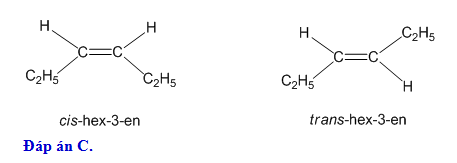 H H H C₂H₅
C=C C=C
C₂H₅ C₂H₅ C₂H₅ H
cis-hex-3-en trans-hex-3-en
Đáp án C.